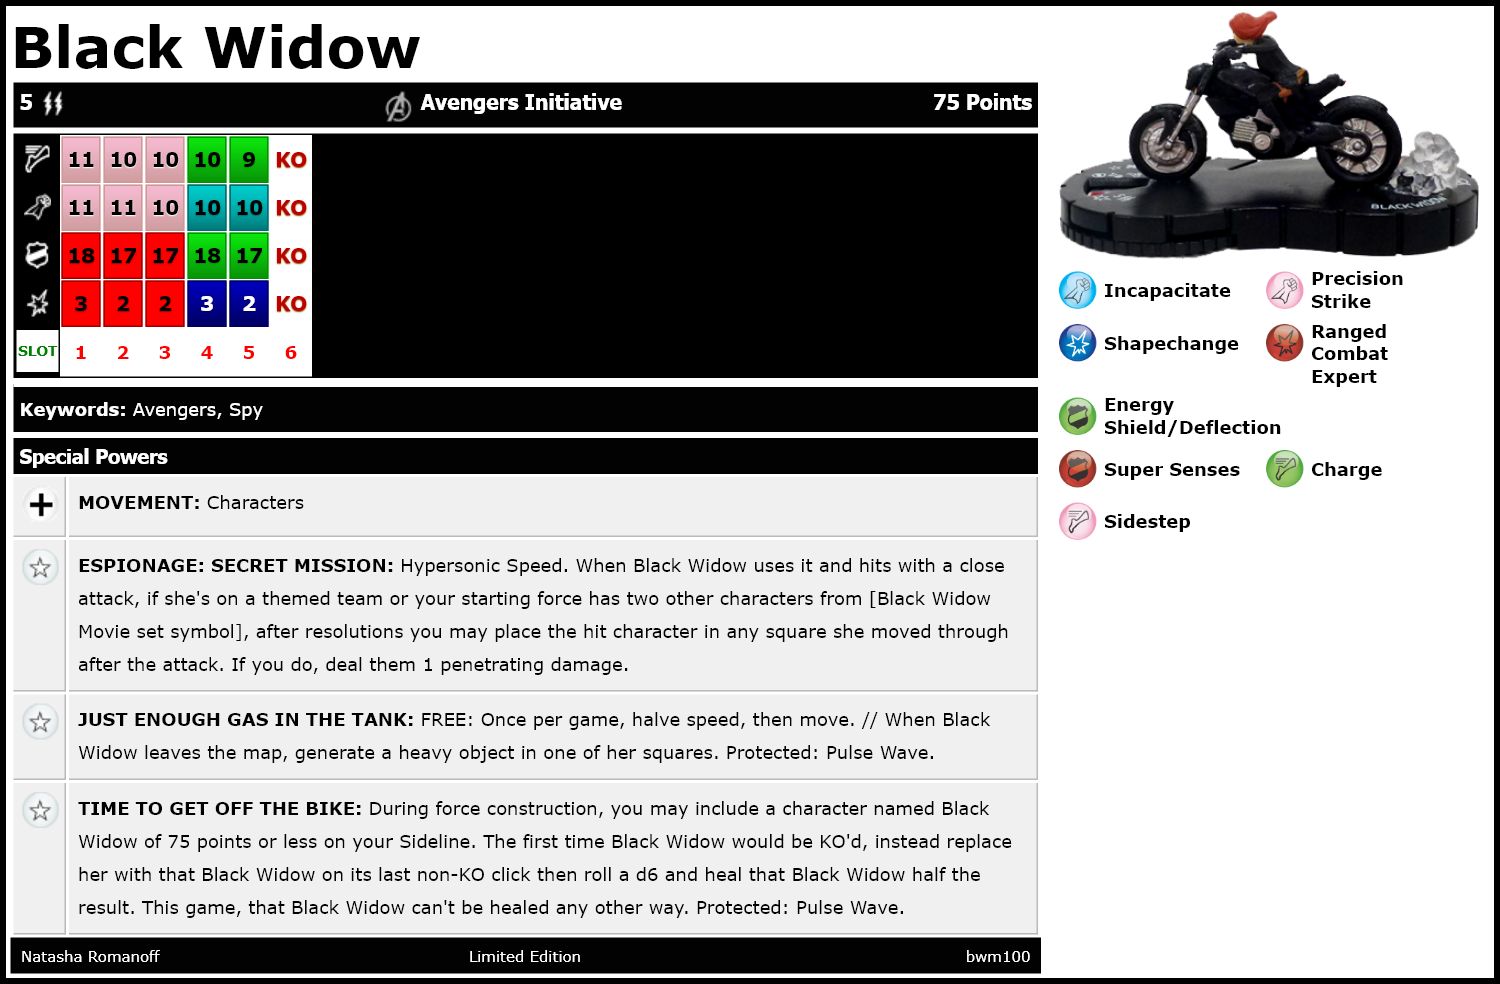 Black Widow
5 Avengers Initiative 75 Points
11 10 10 10 9 KO
11 11 10 10 10 KO
18 17 17 18 17 KO
3 2 2 3 2 KO
SLOT 1 2 3 4 5 6
Keywords: Avengers, Spy
Special Powers
MOVEMENT: Characters
ESPIONAGE: SECRET MISSION: Hypersonic Speed. When Black Widow uses it and hits with a close
attack, if she's on a themed team or your starting force has two other characters from [Black Widow
Movie set symbol], after resolutions you may place the hit character in any square she moved through
after the attack. If you do, deal them 1 penetrating damage.
JUST ENOUGH GAS IN THE TANK: FREE: Once per game, halve speed, then move. // When Black
Widow leaves the map, generate a heavy object in one of her squares. Protected: Pulse Wave.
TIME TO GET OFF THE BIKE: During force construction, you may include a character named Black
Widow of 75 points or less on your Sideline. The first time Black Widow would be KO'd, instead replace
her with that Black Widow on its last non-KO click then roll a d6 and heal that Black Widow half the
result. This game, that Black Widow can't be healed any other way. Protected: Pulse Wave.
Natasha Romanoff Limited Edition bwm100
BLACK WIDOW
Incapacitate
Precision
Strike
Shapechange
Ranged
Combat
Expert
Energy
Shield/Deflection
Super Senses
Charge
Sidestep